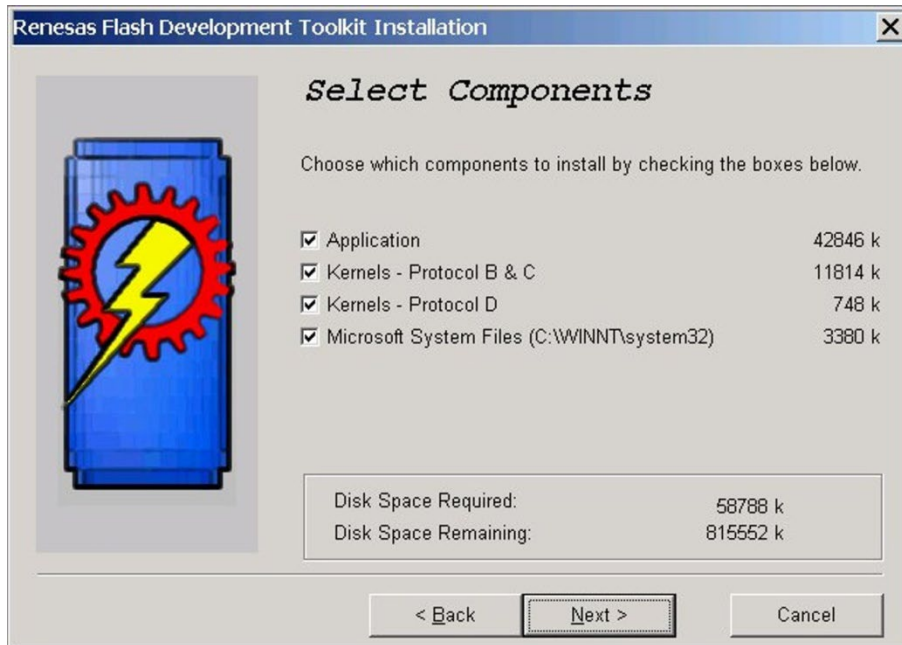 Renesas Flash Development Toolkit Installation
Select Components
Choose which components to install by checking the boxes below.
Application 42846 k
Kernels - Protocol B & C 11814 k
Kernels - Protocol D 748 k
Microsoft System Files (C:\WINNT\system32) 3380 k
Disk Space Required: 58788 k
Disk Space Remaining: 815552 k
< Back Next > Cancel